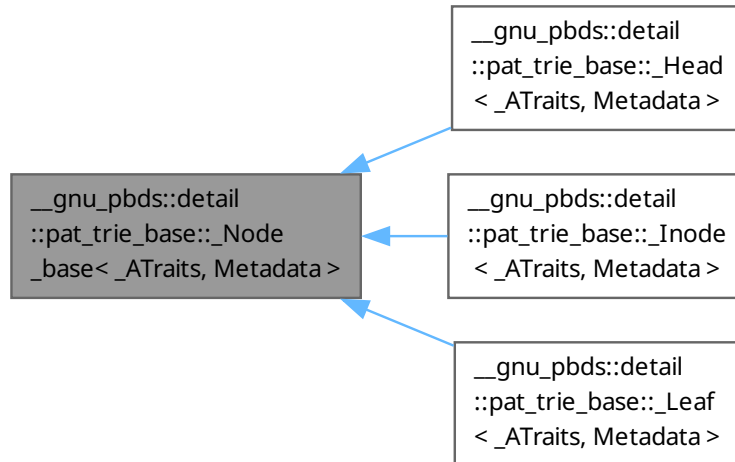 __gnu_pbds::detail
::pat_trie_base::_Head
< _ATraits, Metadata >
__gnu_pbds::detail
::pat_trie_base::_Node
_base< _ATraits, Metadata >
__gnu_pbds::detail
::pat_trie_base::_Inode
< _ATraits, Metadata >
__gnu_pbds::detail
::pat_trie_base::_Leaf
< _ATraits, Metadata >